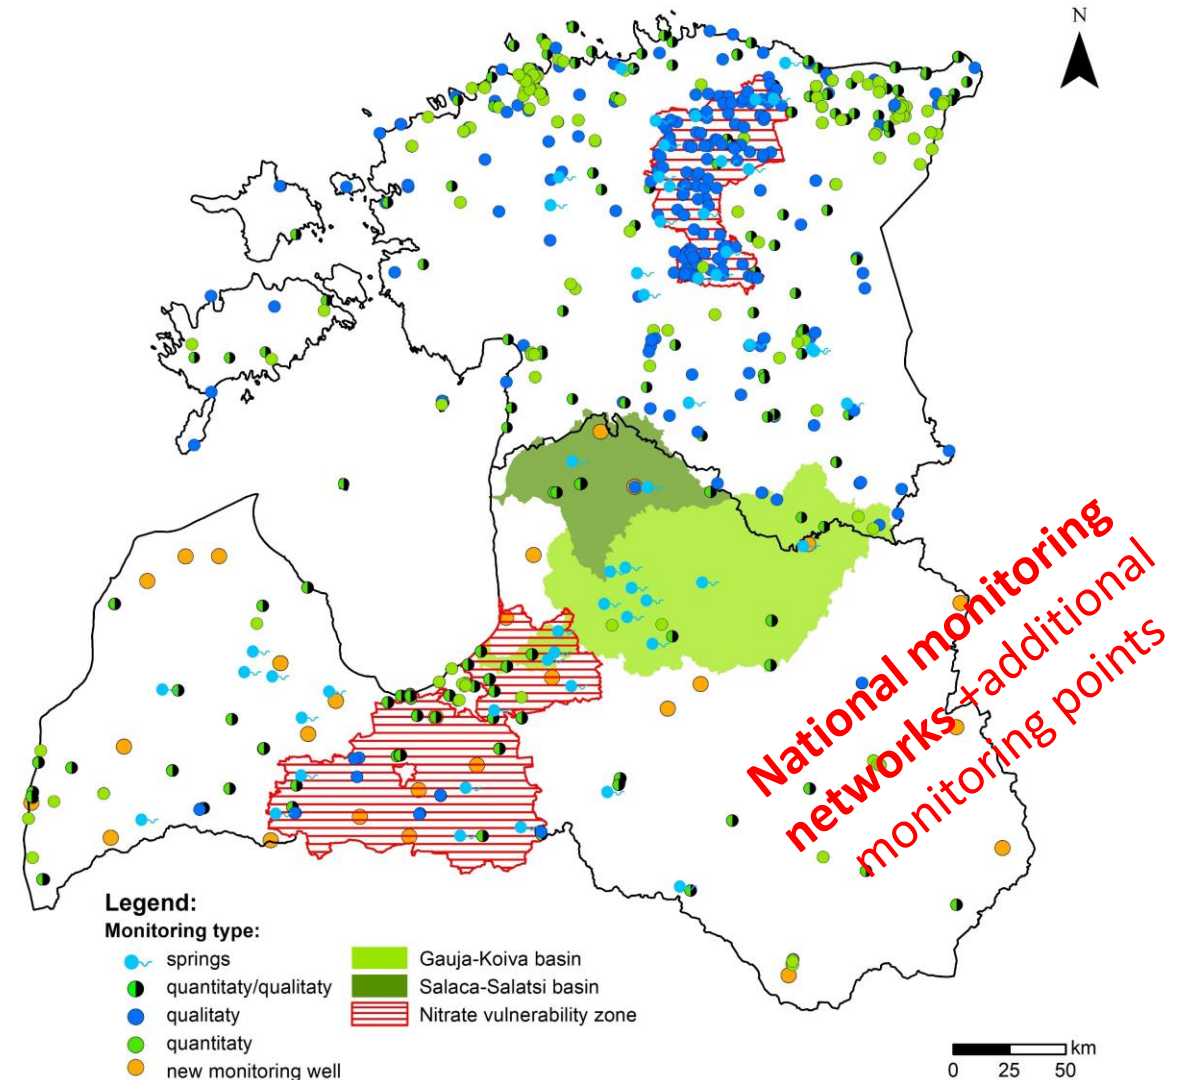 N
National monitoring
networks +additional
monitoring points
Legend:
Monitoring type:
springs
quantitaty/qualitaty
qualitaty
quantitaty
new monitoring well
Gauja-Koiva basin
Salaca-Salatsi basin
Nitrate vulnerability zone
km
0 25 50